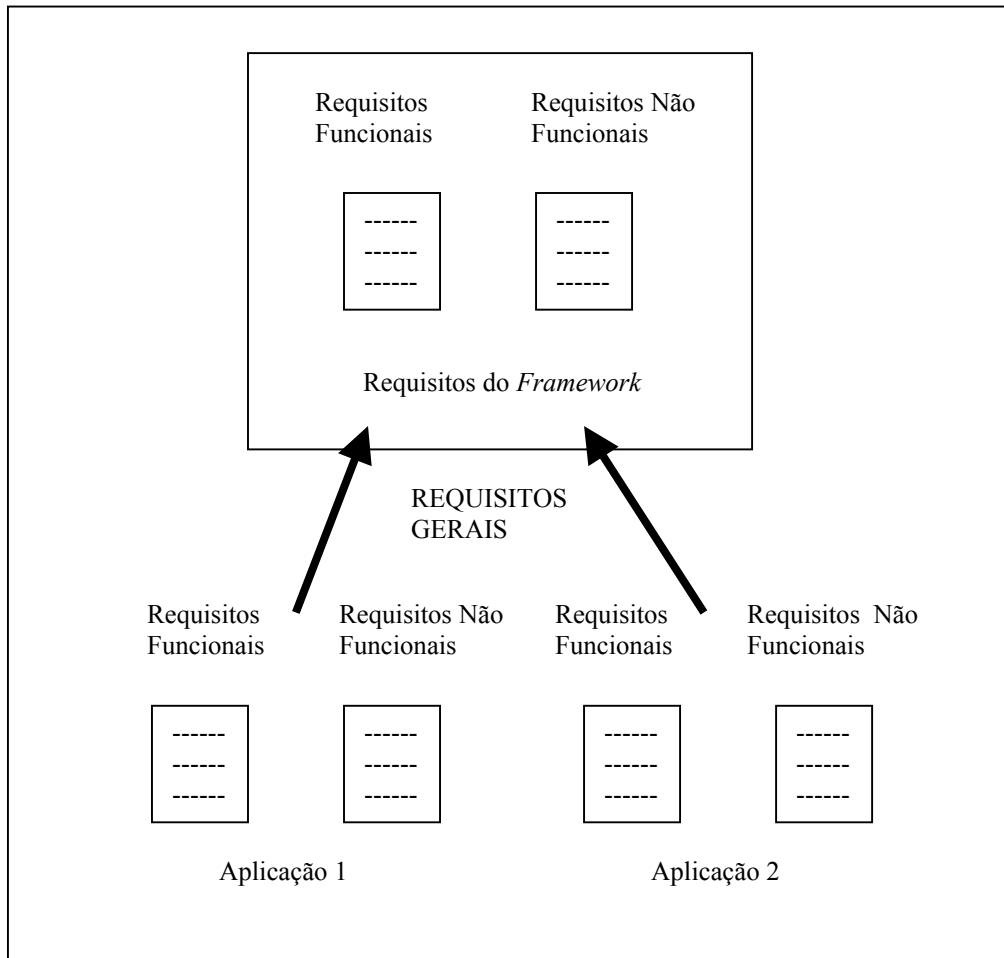 Requisitos
Funcionais
Requisitos Não
Funcionais
------
------
------
------
------
------
Requisitos do Framework
REQUISITOS
GERAIS
Requisitos
Funcionais
Requisitos Não
Funcionais
Requisitos
Funcionais
Requisitos Não
Funcionais
------
------
------
------
------
------
------
------
------
------
------
------
Aplicação 1
Aplicação 2